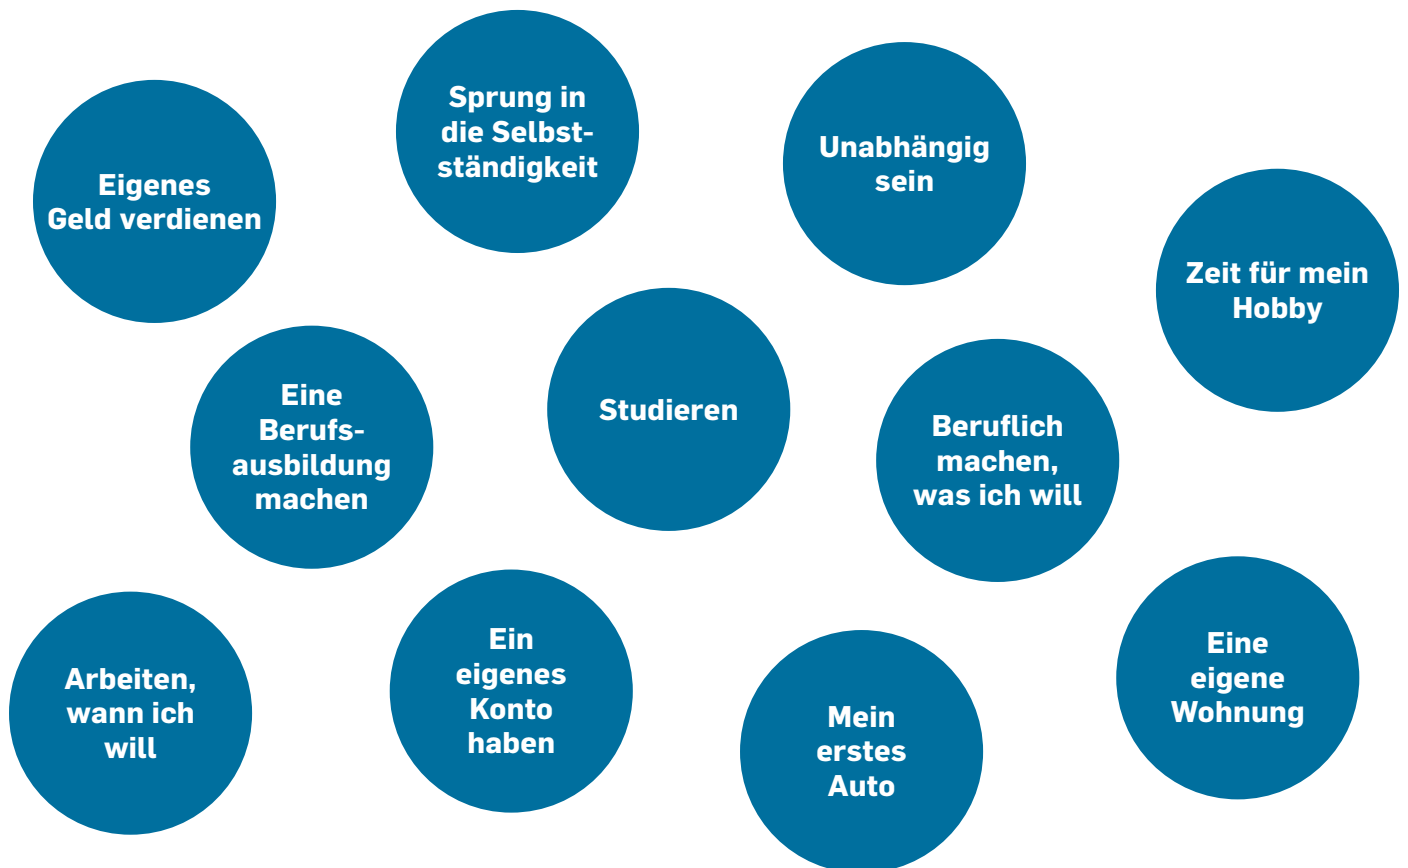 Sprung in
die Selbst-
ständigkeit
Unabhängig
sein
Eigenes
Geld verdienen
Zeit für mein
Hobby
Eine
Berufs-
ausbildung
machen
Studieren
Beruflich
machen,
was ich will
Arbeiten,
wann ich
will
Ein
eigenes
Konto
haben
Mein
erstes
Auto
Eine
eigene
Wohnung